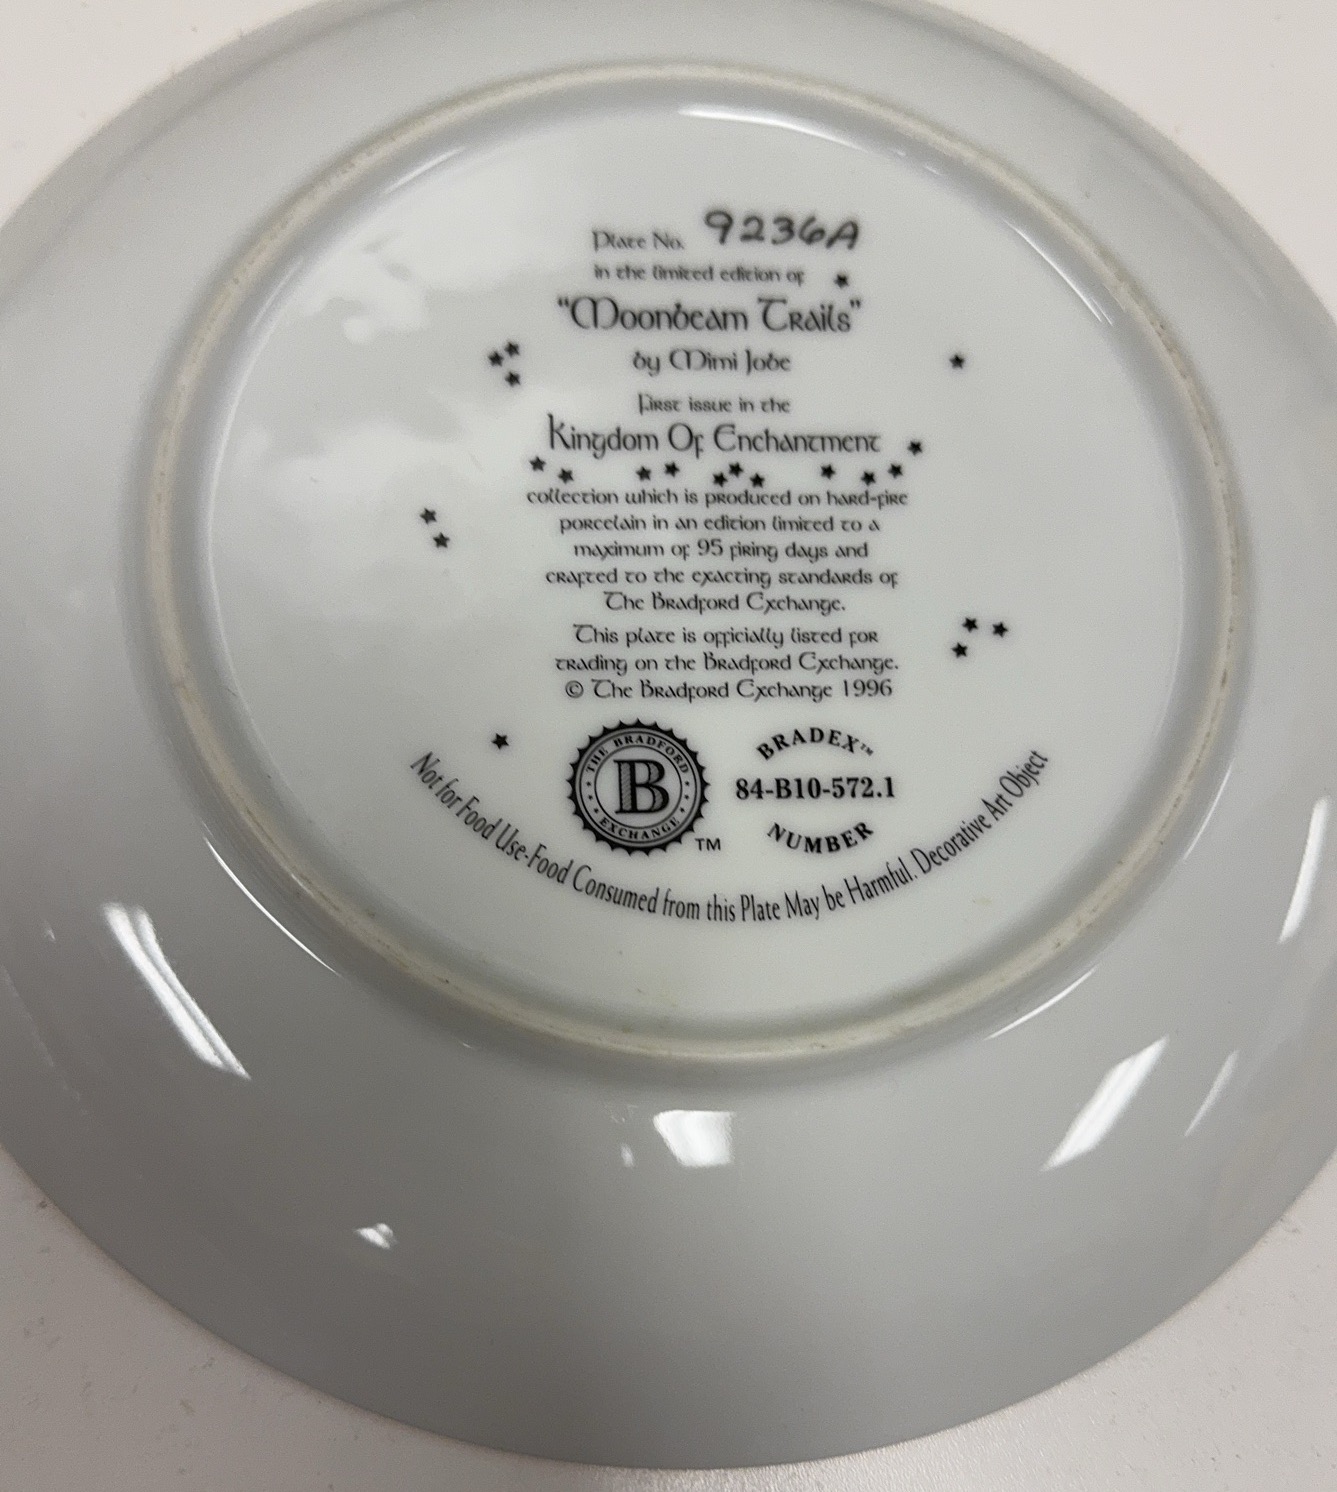 Plate No. 9236A
in the limited edition of
"Moonbeam Trails"
by Mimi Jobe
First issue in the
Kingdom Of Enchantment
collection which is produced on hard-fire
porcelain in an edition limited to a
maximum of 95 firing days and
crafted to the exacting standards of
The Bradford Exchange.
This plate is officially listed for
trading on the Bradford Exchange.
© The Bradford Exchange 1996
THE BRADFORD
B
EXCHANGE
TM
BRADEX™
84-B10-572.1
NUMBER
Not for Food Use-Food Consumed from this Plate May be Harmful. Decorative Art Object